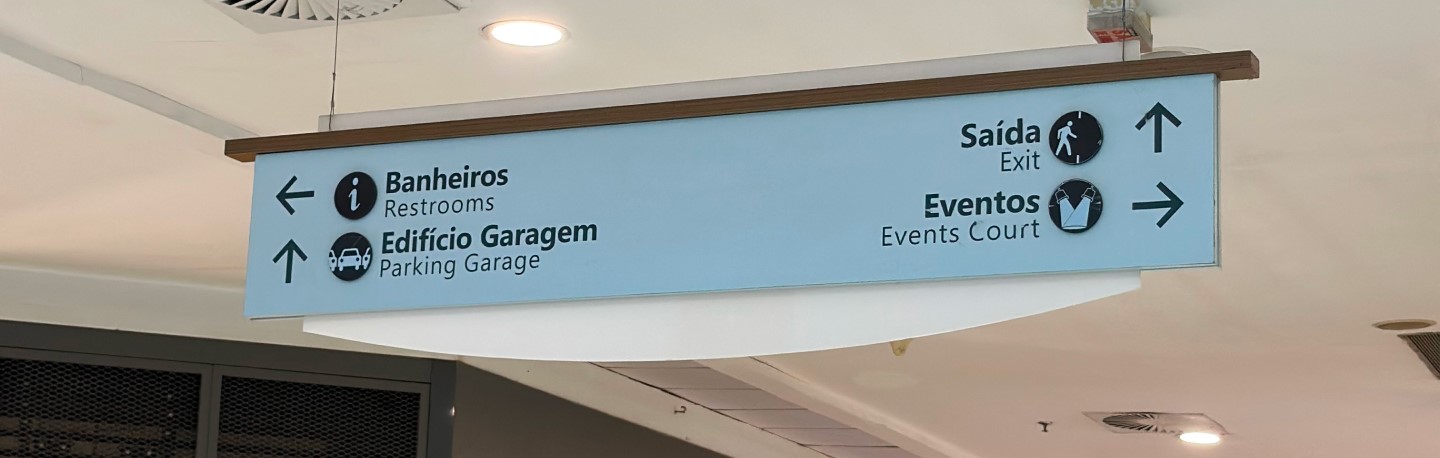 Banheiros
Restrooms
Edifício Garagem
Parking Garage
Saída
Exit
Eventos
Events Court